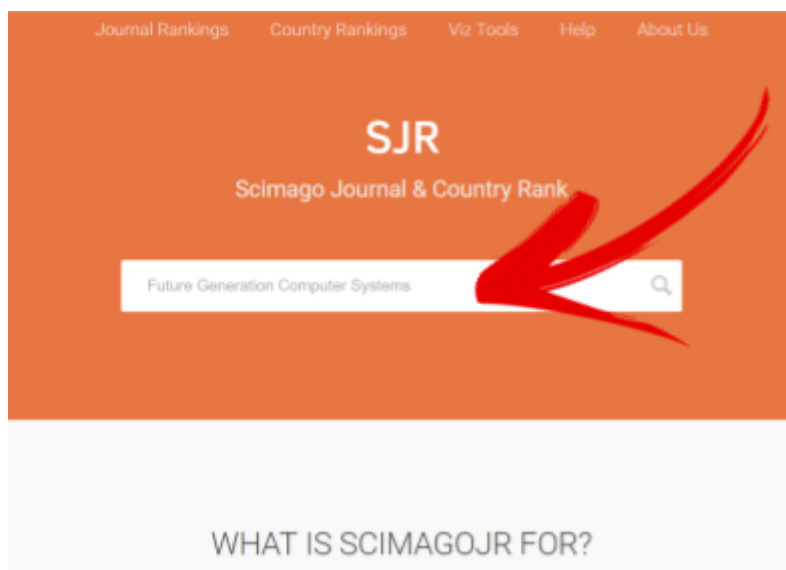 Journal Rankings Country Rankings Viz Tools Help About Us
SJR
Scimago Journal & Country Rank
Future Generation Computer Systems
WHAT IS SCIMAGOJR FOR?